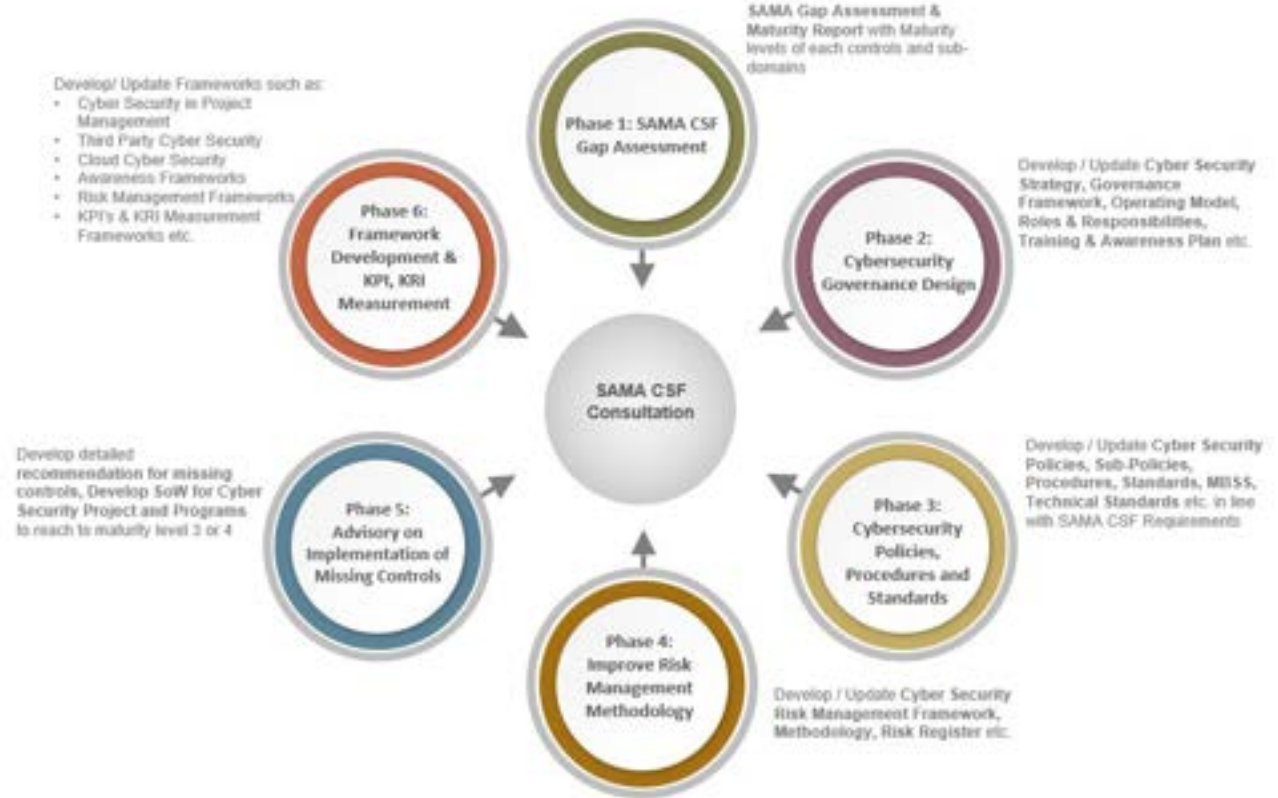 SAMA Gap Assessment &
Maturity Report with Maturity
levels of each controls and sub-
domains
Phase 1: SAMA CSF
Gap Assessment
Develop / Update Cyber Security
Strategy, Governance
Framework, Operating Model,
Roles & Responsibilities,
Training & Awareness Plan etc.
Phase 2:
Cybersecurity
Governance Design
Develop / Update Cyber Security
Policies, Sub-Policies,
Procedures, Standards,
Technical Standards etc. in line
with SAMA CSF Requirements
Phase 3:
Cybersecurity
Policies,
Procedures and
Standards
Phase 4:
Improve Risk
Management
Methodology
Develop / Update Cyber Security
Risk Management Framework,
Methodology, Risk Register etc.
Develop detailed
recommendation for missing
controls, Develop SoW for Cyber
Security Project and Programs
to reach to maturity level 3 or 4
Phase 5:
Advisory on
Implementation of
Missing Controls
Develop/ Update Frameworks such as:
• Cyber Security in Project
Management
• Third Party Cyber Security
• Cloud Cyber Security
• Awareness Frameworks
• Risk Management Frameworks
• KPI's & KRI Measurement
Frameworks etc.
Phase 6:
Framework
Development &
KPI, KRI
Measurement
SAMA CSF
Consultation